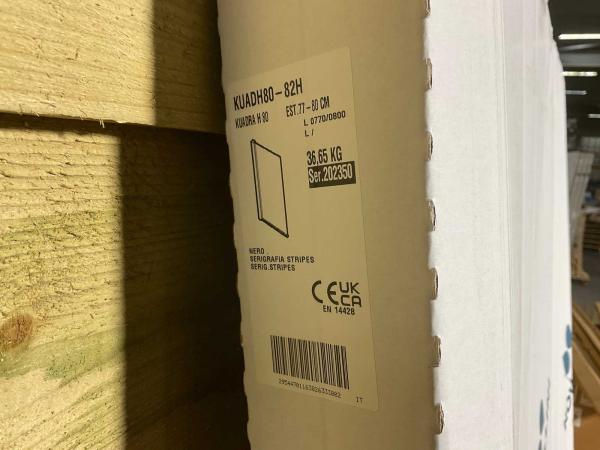 KUADH80-82H
KUADRA H 80 EST.77-80 CM
L 0770/0800
L /
36,65 KG
Ser.202350
NERO
SERIGRAFIA STRIPES
SERIG.STRIPES
CE UK CA
EN 14428
IT